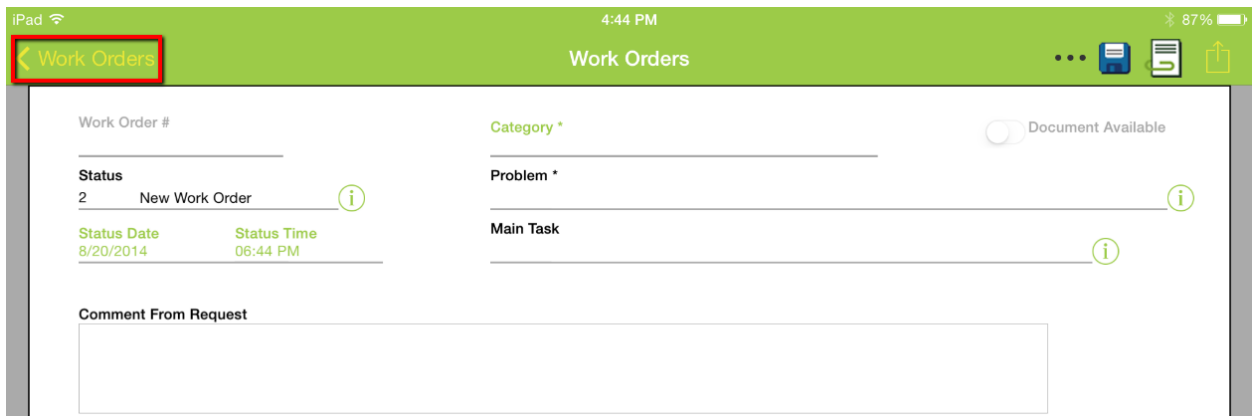 iPad 4:44 PM 87%
Work Orders Work Orders
Work Order # Category * Document Available
Status Problem *
2 New Work Order
Status Date Status Time Main Task
8/20/2014 06:44 PM
Comment From Request